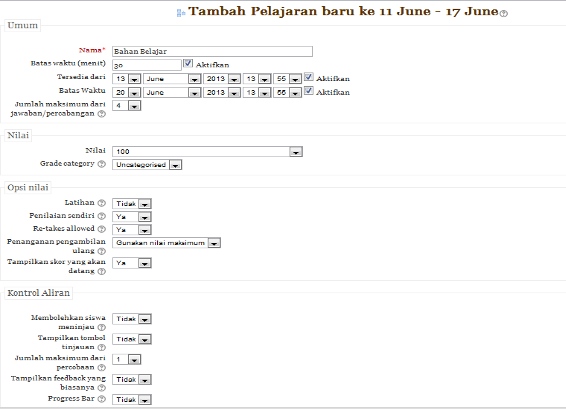 Tambah Pelajaran baru ke 11 June - 17 June
Umum
Nama* Bahan Belajar
Batas waktu (menit) 30 Aktifkan
Tersedia dari 13 June 2013 13 55 Aktifkan
Batas Waktu 20 June 2013 13 55 Aktifkan
Jumlah maksimum dari 4
jawaban/percabangan
Nilai
Nilai 100
Grade category Uncategorised
Opsi nilai
Latihan Tidak
Penilaian sendiri Ya
Re-takes allowed Ya
Penanganan pengambilan Gunakan nilai maksimum
ulang
Tampilkan skor yang akan Ya
datang
Kontrol Aliran
Membolehkan siswa Tidak
meninjau
Tampilkan tombol Tidak
tinjauan
Jumlah maksimum dari 1
percobaan
Tampilkan feedback yang Tidak
biasanya
Progress Bar Tidak